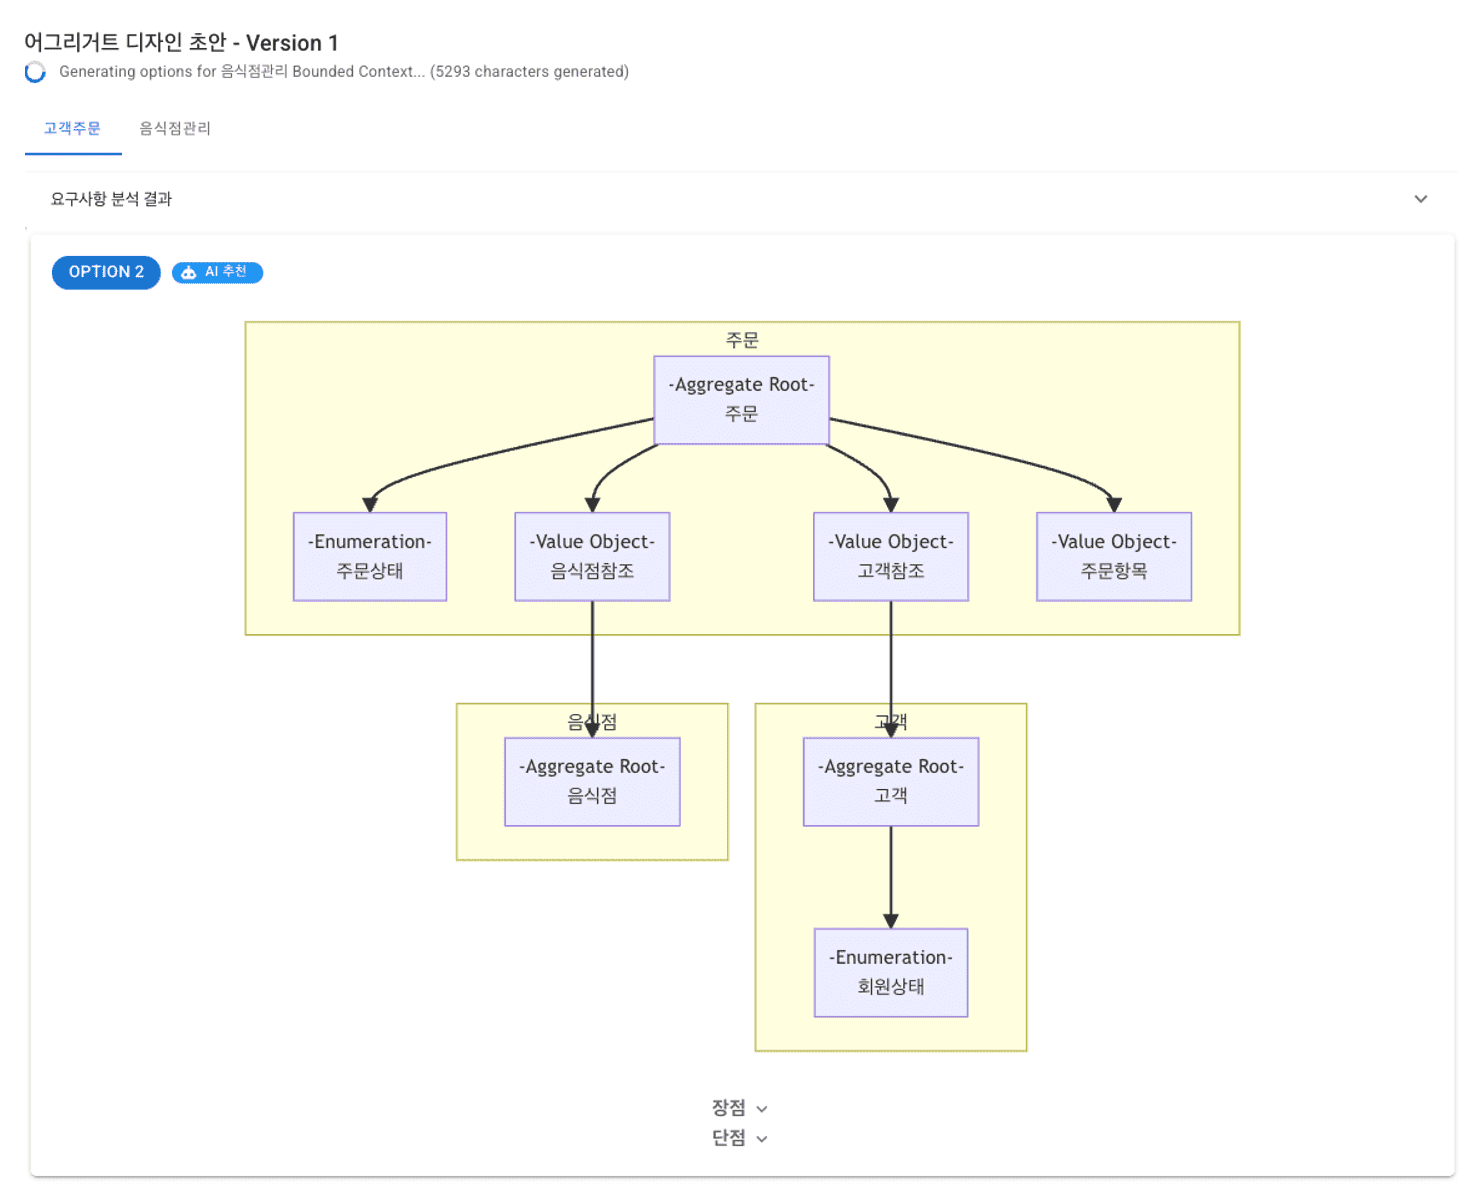 어그리거트 디자인 초안 - Version 1
Generating options for 음식점관리 Bounded Context... (5293 characters generated)
고객주문
음식점관리
요구사항 분석 결과
OPTION 2
AI 추천
주문
-Aggregate Root-
주문
-Enumeration-
주문상태
-Value Object-
음식점참조
-Value Object-
고객참조
-Value Object-
주문항목
음식점
-Aggregate Root-
음식점
고객
-Aggregate Root-
고객
-Enumeration-
회원상태
장점
단점